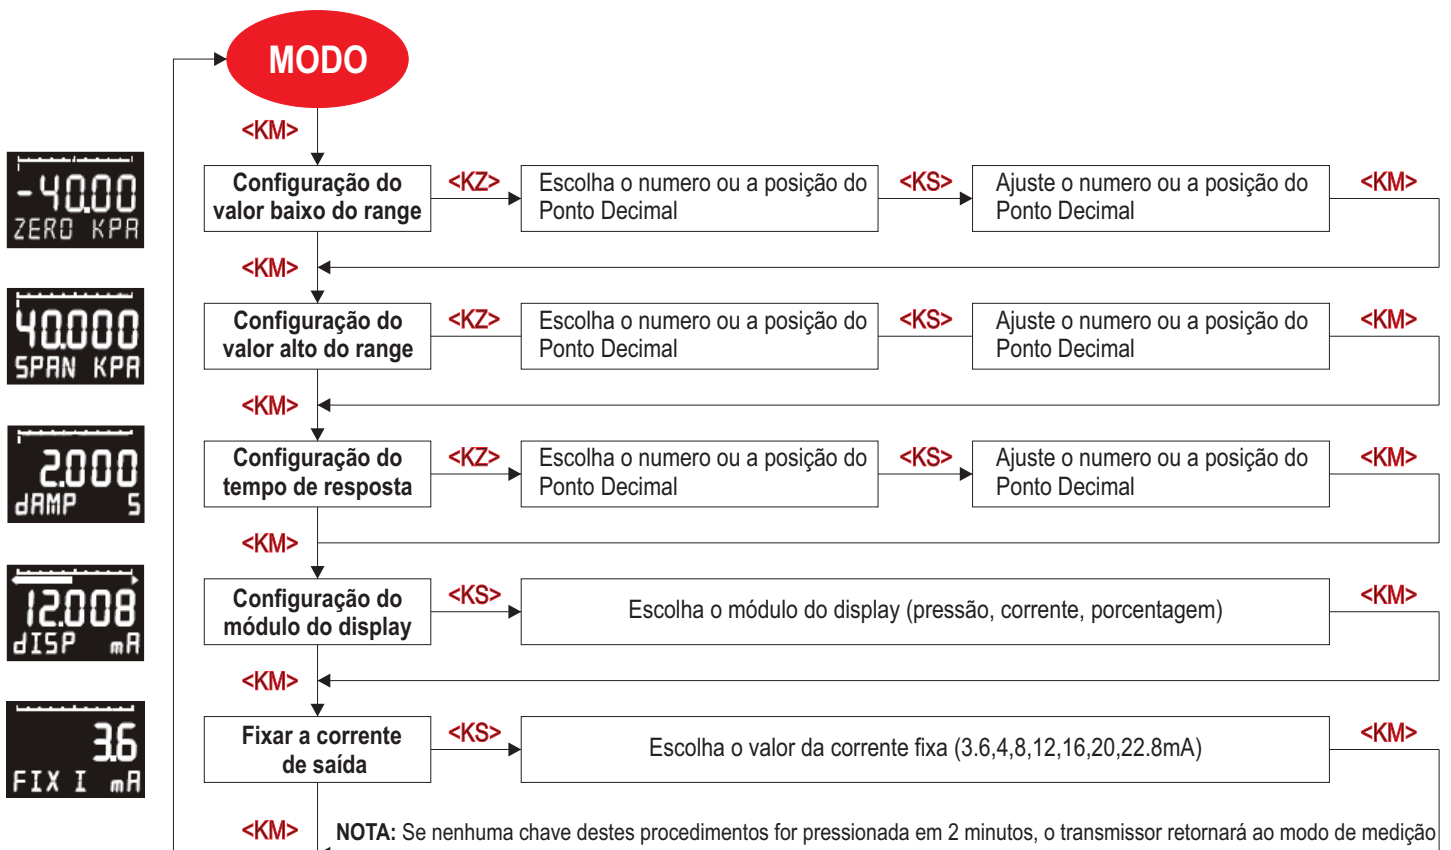 MODO
<KM>
-40.00
ZERO KPA
Configuração do
valor baixo do range
<KZ>
Escolha o numero ou a posição do
Ponto Decimal
<KS>
Ajuste o numero ou a posição do
Ponto Decimal
<KM>
<KM>
40.000
SPAN KPA
Configuração do
valor alto do range
<KZ>
Escolha o numero ou a posição do
Ponto Decimal
<KS>
Ajuste o numero ou a posição do
Ponto Decimal
<KM>
<KM>
2.000
dAMP S
Configuração do
tempo de resposta
<KZ>
Escolha o numero ou a posição do
Ponto Decimal
<KS>
Ajuste o numero ou a posição do
Ponto Decimal
<KM>
<KM>
12.008
dISP mA
Configuração do
módulo do display
<KS>
Escolha o módulo do display (pressão, corrente, porcentagem)
<KM>
<KM>
3.6
FIX I mA
Fixar a corrente
de saída
<KS>
Escolha o valor da corrente fixa (3.6,4,8,12,16,20,22.8mA)
<KM>
<KM>
NOTA: Se nenhuma chave destes procedimentos for pressionada em 2 minutos, o transmissor retornará ao modo de medição